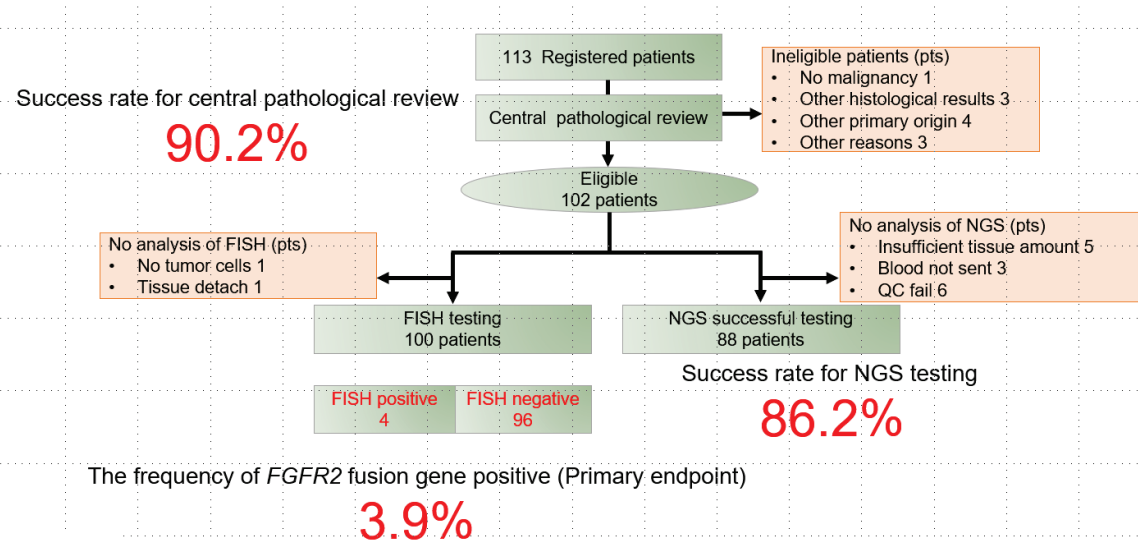 113 Registered patients
Ineligible patients (pts)
• No malignancy 1
• Other histological results 3
• Other primary origin 4
• Other reasons 3
Success rate for central pathological review
90.2%
Central pathological review
Eligible
102 patients
No analysis of FISH (pts)
• No tumor cells 1
• Tissue detach 1
No analysis of NGS (pts)
• Insufficient tissue amount 5
• Blood not sent 3
• QC fail 6
FISH testing
100 patients
NGS successful testing
88 patients
Success rate for NGS testing
86.2%
FISH positive
4
FISH negative
96
The frequency of FGFR2 fusion gene positive (Primary endpoint)
3.9%